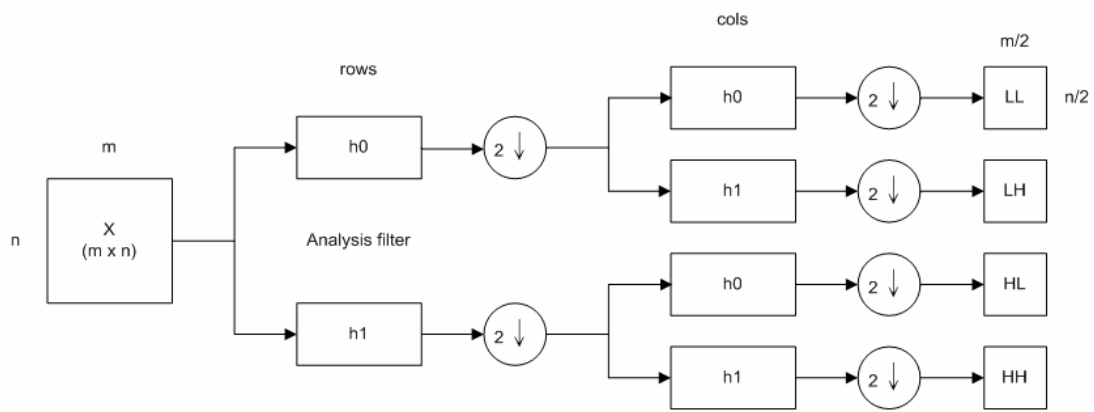 cols
m/2
rows
h0
2 ↓
LL
n/2
m
h0
2 ↓
h1
2 ↓
LH
X
(m x n)
n
Analysis filter
h0
2 ↓
HL
h1
2 ↓
h1
2 ↓
HH